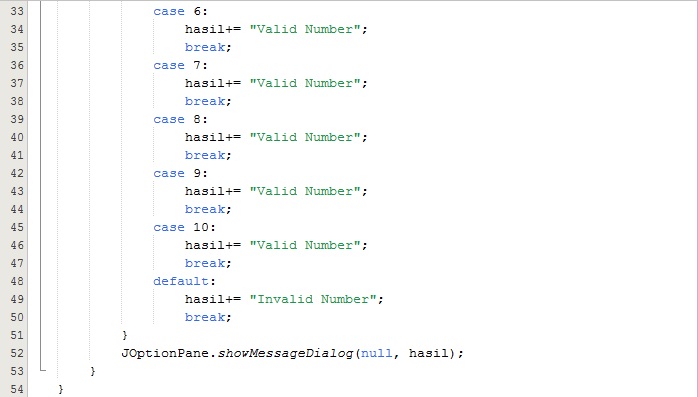 33 case 6:
34 hasil+= "Valid Number";
35 break;
36 case 7:
37 hasil+= "Valid Number";
38 break;
39 case 8:
40 hasil+= "Valid Number";
41 break;
42 case 9:
43 hasil+= "Valid Number";
44 break;
45 case 10:
46 hasil+= "Valid Number";
47 break;
48 default:
49 hasil+= "Invalid Number";
50 break;
51 }
52 JOptionPane.showMessageDialog(null, hasil);
53 }
54 }